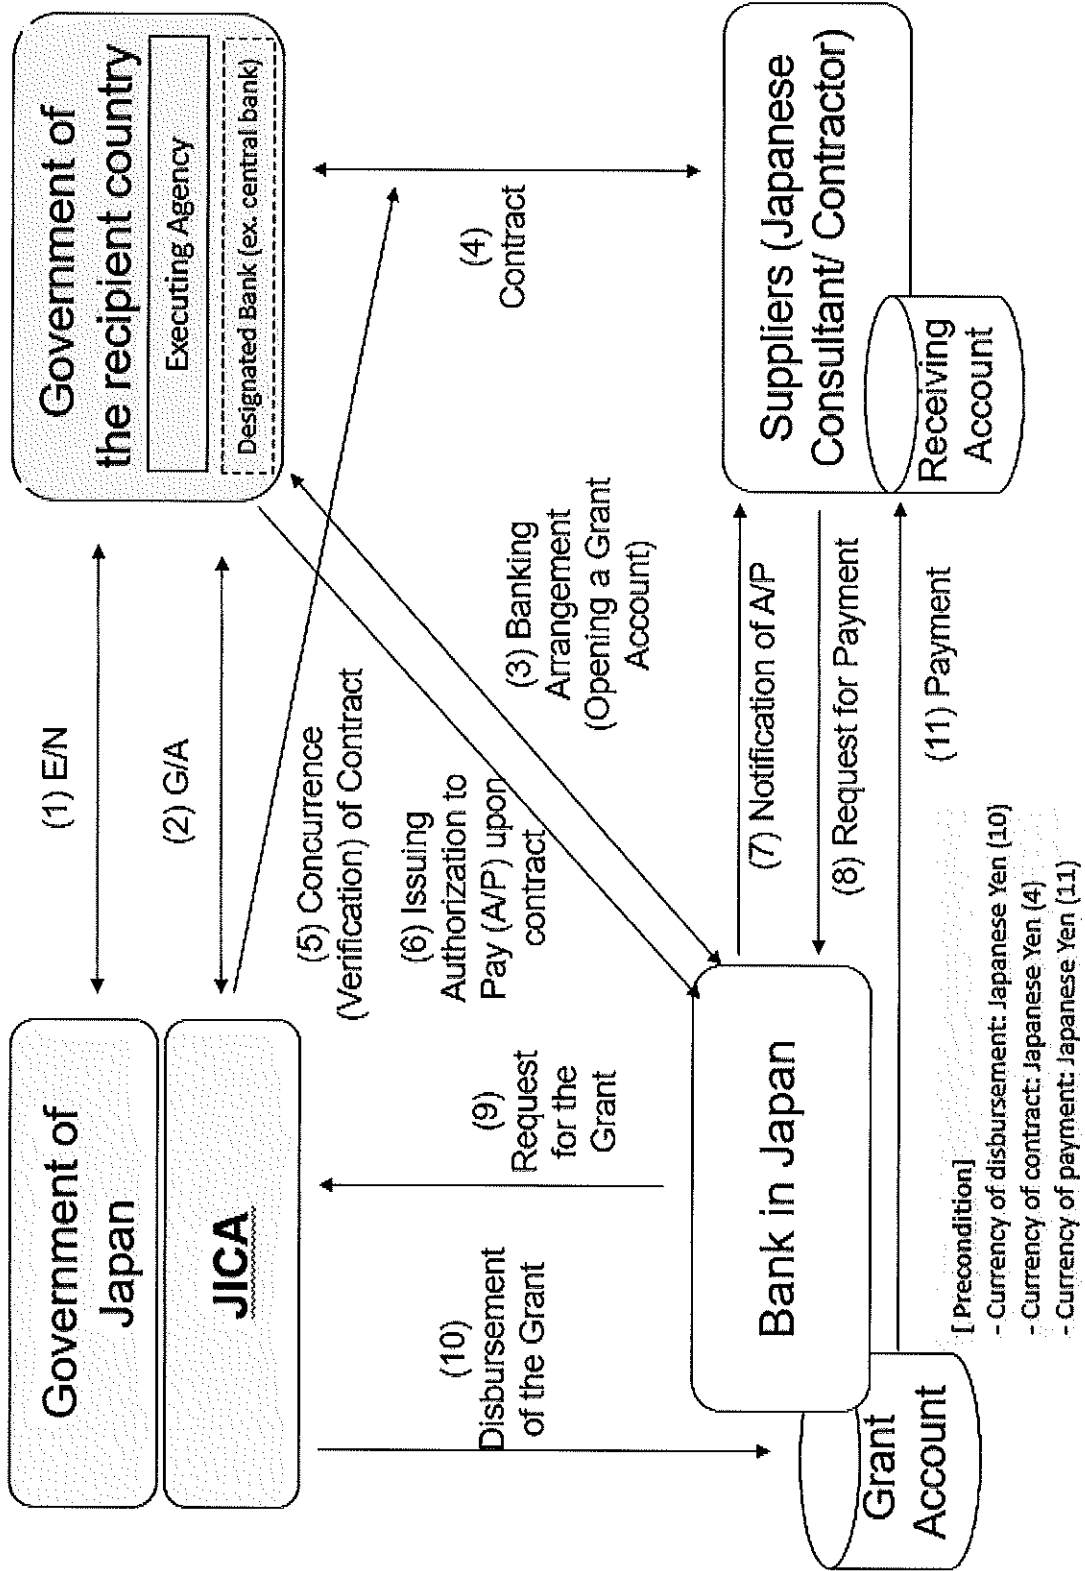 Government of
Japan
JICA
Government of
the recipient country
Executing Agency
Designated Bank (ex. central bank)
(1) E/N
(2) G/A
(5) Concurrence
(Verification) of Contract
(6) Issuing
Authorization to
Pay (A/P) upon
contract
(3) Banking
Arrangement
(Opening a Grant
Account)
(4)
Contract
(9)
Request
for the
Grant
(10)
Disbursement
of the Grant
Bank in Japan
Grant
Account
(7) Notification of A/P
(8) Request for Payment
(11) Payment
Suppliers (Japanese
Consultant/ Contractor)
Receiving
Account
[ Precondition]
- Currency of disbursement: Japanese Yen (10)
- Currency of contract: Japanese Yen (4)
- Currency of payment: Japanese Yen (11)